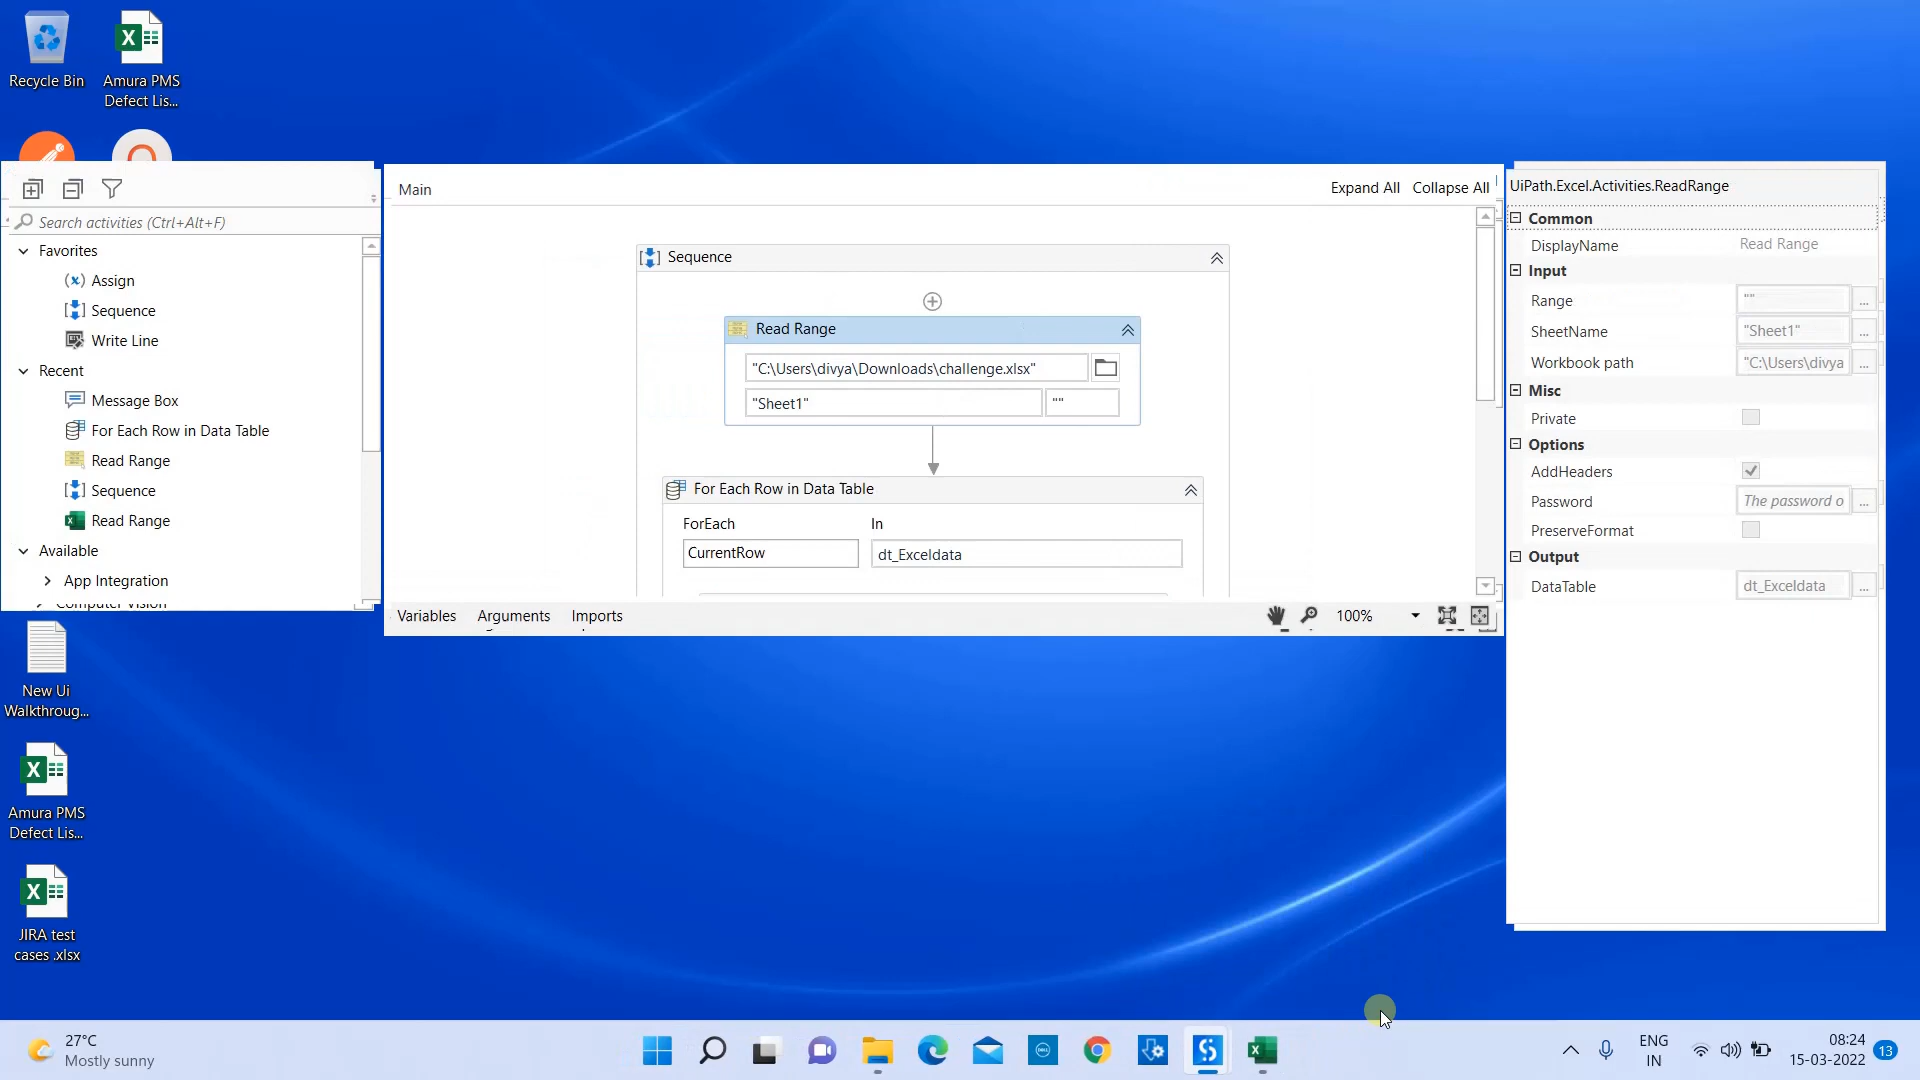 Recycle Bin
Amura PMS
Defect Lis...
Search activities (Ctrl+Alt+F)
Favorites
Assign
Sequence
Write Line
Recent
Message Box
For Each Row in Data Table
Read Range
Sequence
Read Range
Available
App Integration
Computer Vision
Main
Expand All
Collapse All
Sequence
Read Range
"C:\Users\divya\Downloads\challenge.xlsx"
"Sheet1"
""
For Each Row in Data Table
ForEach
In
CurrentRow
dt_Exceldata
Variables
Arguments
Imports
100%
UiPath.Excel.Activities.ReadRange
Common
DisplayName
Read Range
Input
Range
""
...
SheetName
"Sheet1"
...
Workbook path
"C:\Users\divya
...
Misc
Private
Options
AddHeaders
Password
The password o
...
PreserveFormat
Output
DataTable
dt_Exceldata
...
New Ui
Walkthroug...
Amura PMS
Defect Lis...
JIRA test
cases .xlsx
27°C
Mostly sunny
ENG
IN
08:24
15-03-2022
13